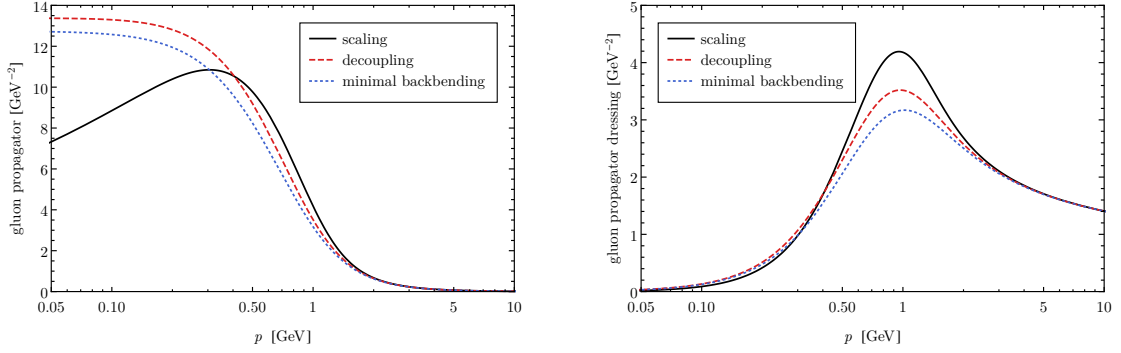 gluon propagator [GeV⁻²]
14
12
10
8
6
4
2
0
0.05
0.10
0.50
1
5
10
p [GeV]
scaling
decoupling
minimal backbending
gluon propagator dressing [GeV⁻²]
5
4
3
2
1
0
0.05
0.10
0.50
1
5
10
p [GeV]
scaling
decoupling
minimal backbending